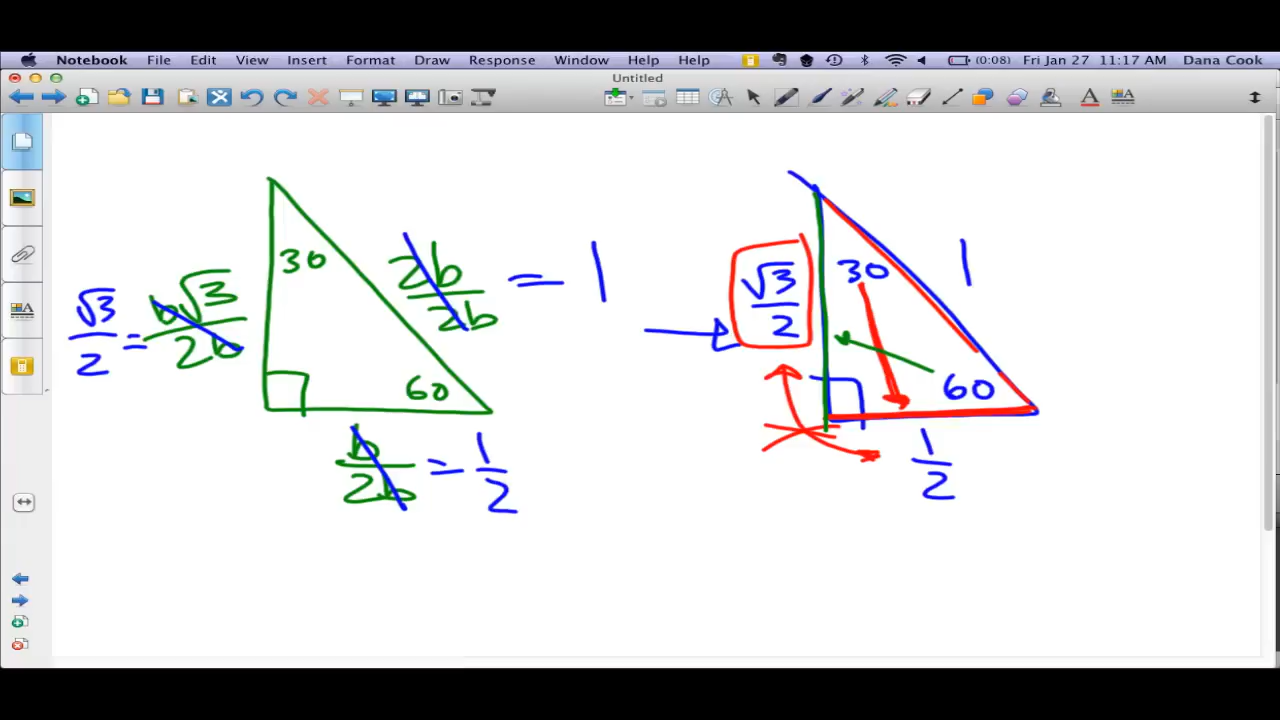 Notebook File Edit View Insert Format Draw Response Window Help Help (0:08) Fri Jan 27 11:17 AM Dana Cook
Untitled
30
√3/2 = b√3/2b
2b/2b = 1
60
b/2b = 1/2
√3/2
30
1
60
1/2